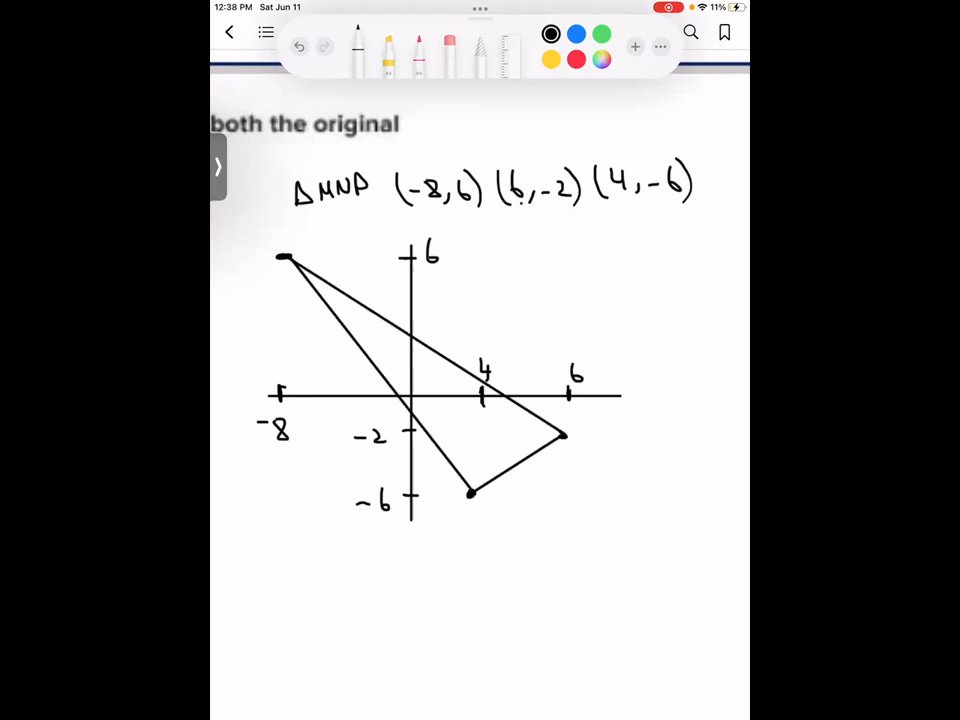 12:38 PM Sat Jun 11 11%
both the original
ΔMNP (-8,6) (6,-2) (4,-6)
6
4 6
-8
-2
-6